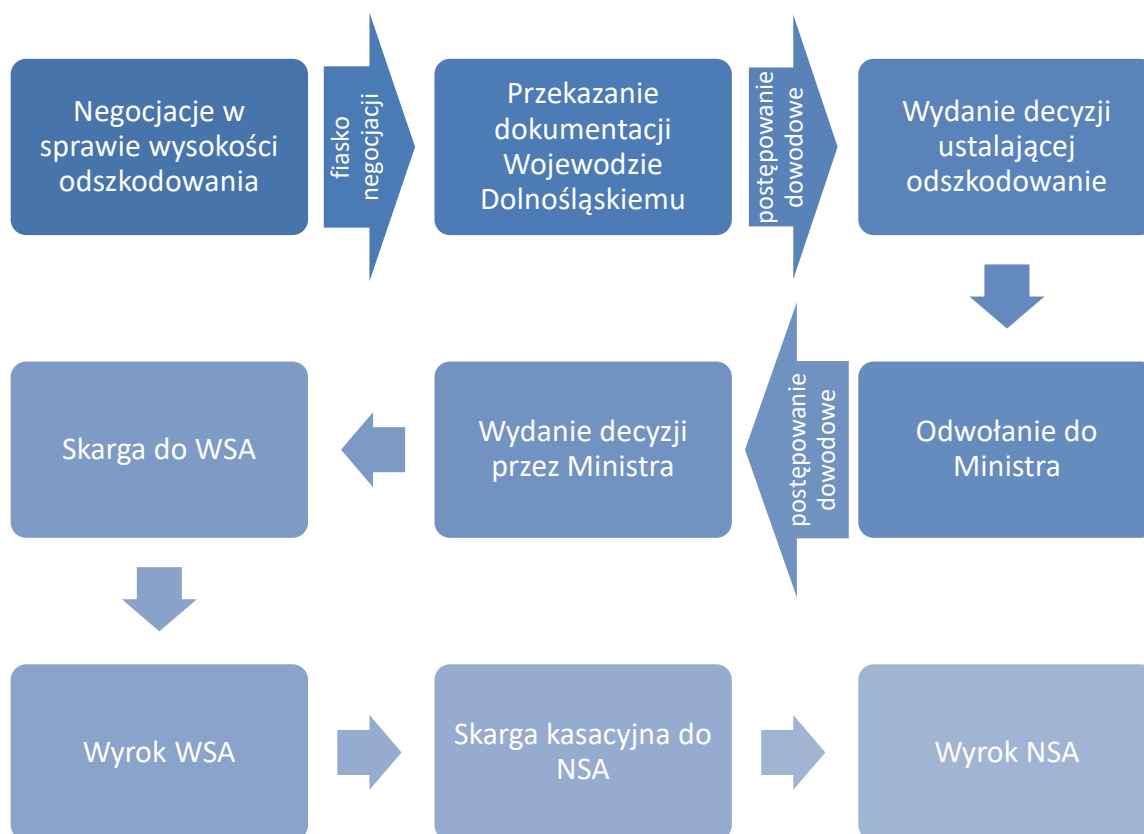 Negocjacje w
sprawie wysokości
odszkodowania
fiasko
negocjacji
Przekazanie
dokumentacji
Wojewodzie
Dolnośląskiemu
postępowanie
dowodowe
Wydanie decyzji
ustalającej
odszkodowanie
Odwołanie do
Ministra
postępowanie
dowodowe
Wydanie decyzji
przez Ministra
Skarga do WSA
Wyrok WSA
Skarga kasacyjna do
NSA
Wyrok NSA